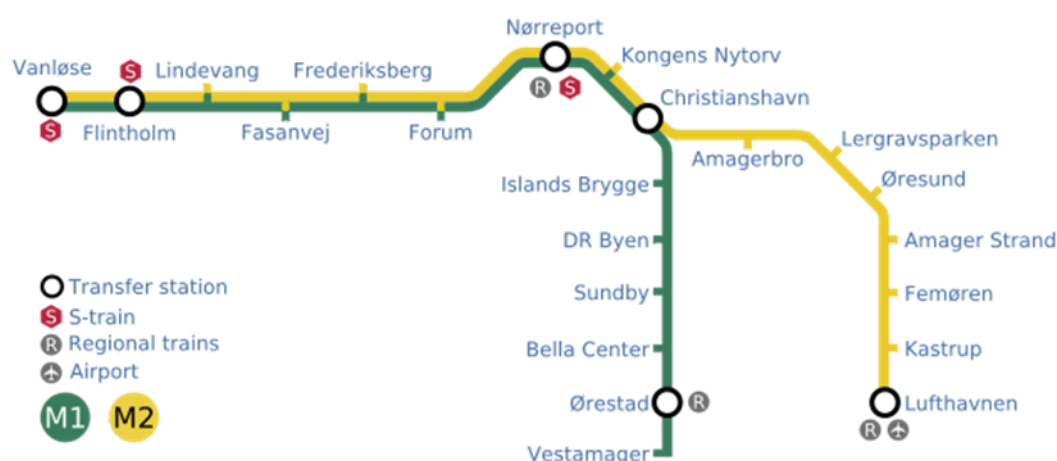 Nørreport
Vanløse
S
Lindevang
Frederiksberg
Kongens Nytorv
R
S
Christianshavn
S
Flintholm
Fasanvej
Forum
Amagerbro
Lergravsparken
Øresund
Islands Brygge
DR Byen
Amager Strand
Sundby
Femøren
Bella Center
Kastrup
Ørestad
R
Lufthavnen
R
Vestamager
Transfer station
S
S-train
R
Regional trains
Airport
M1
M2